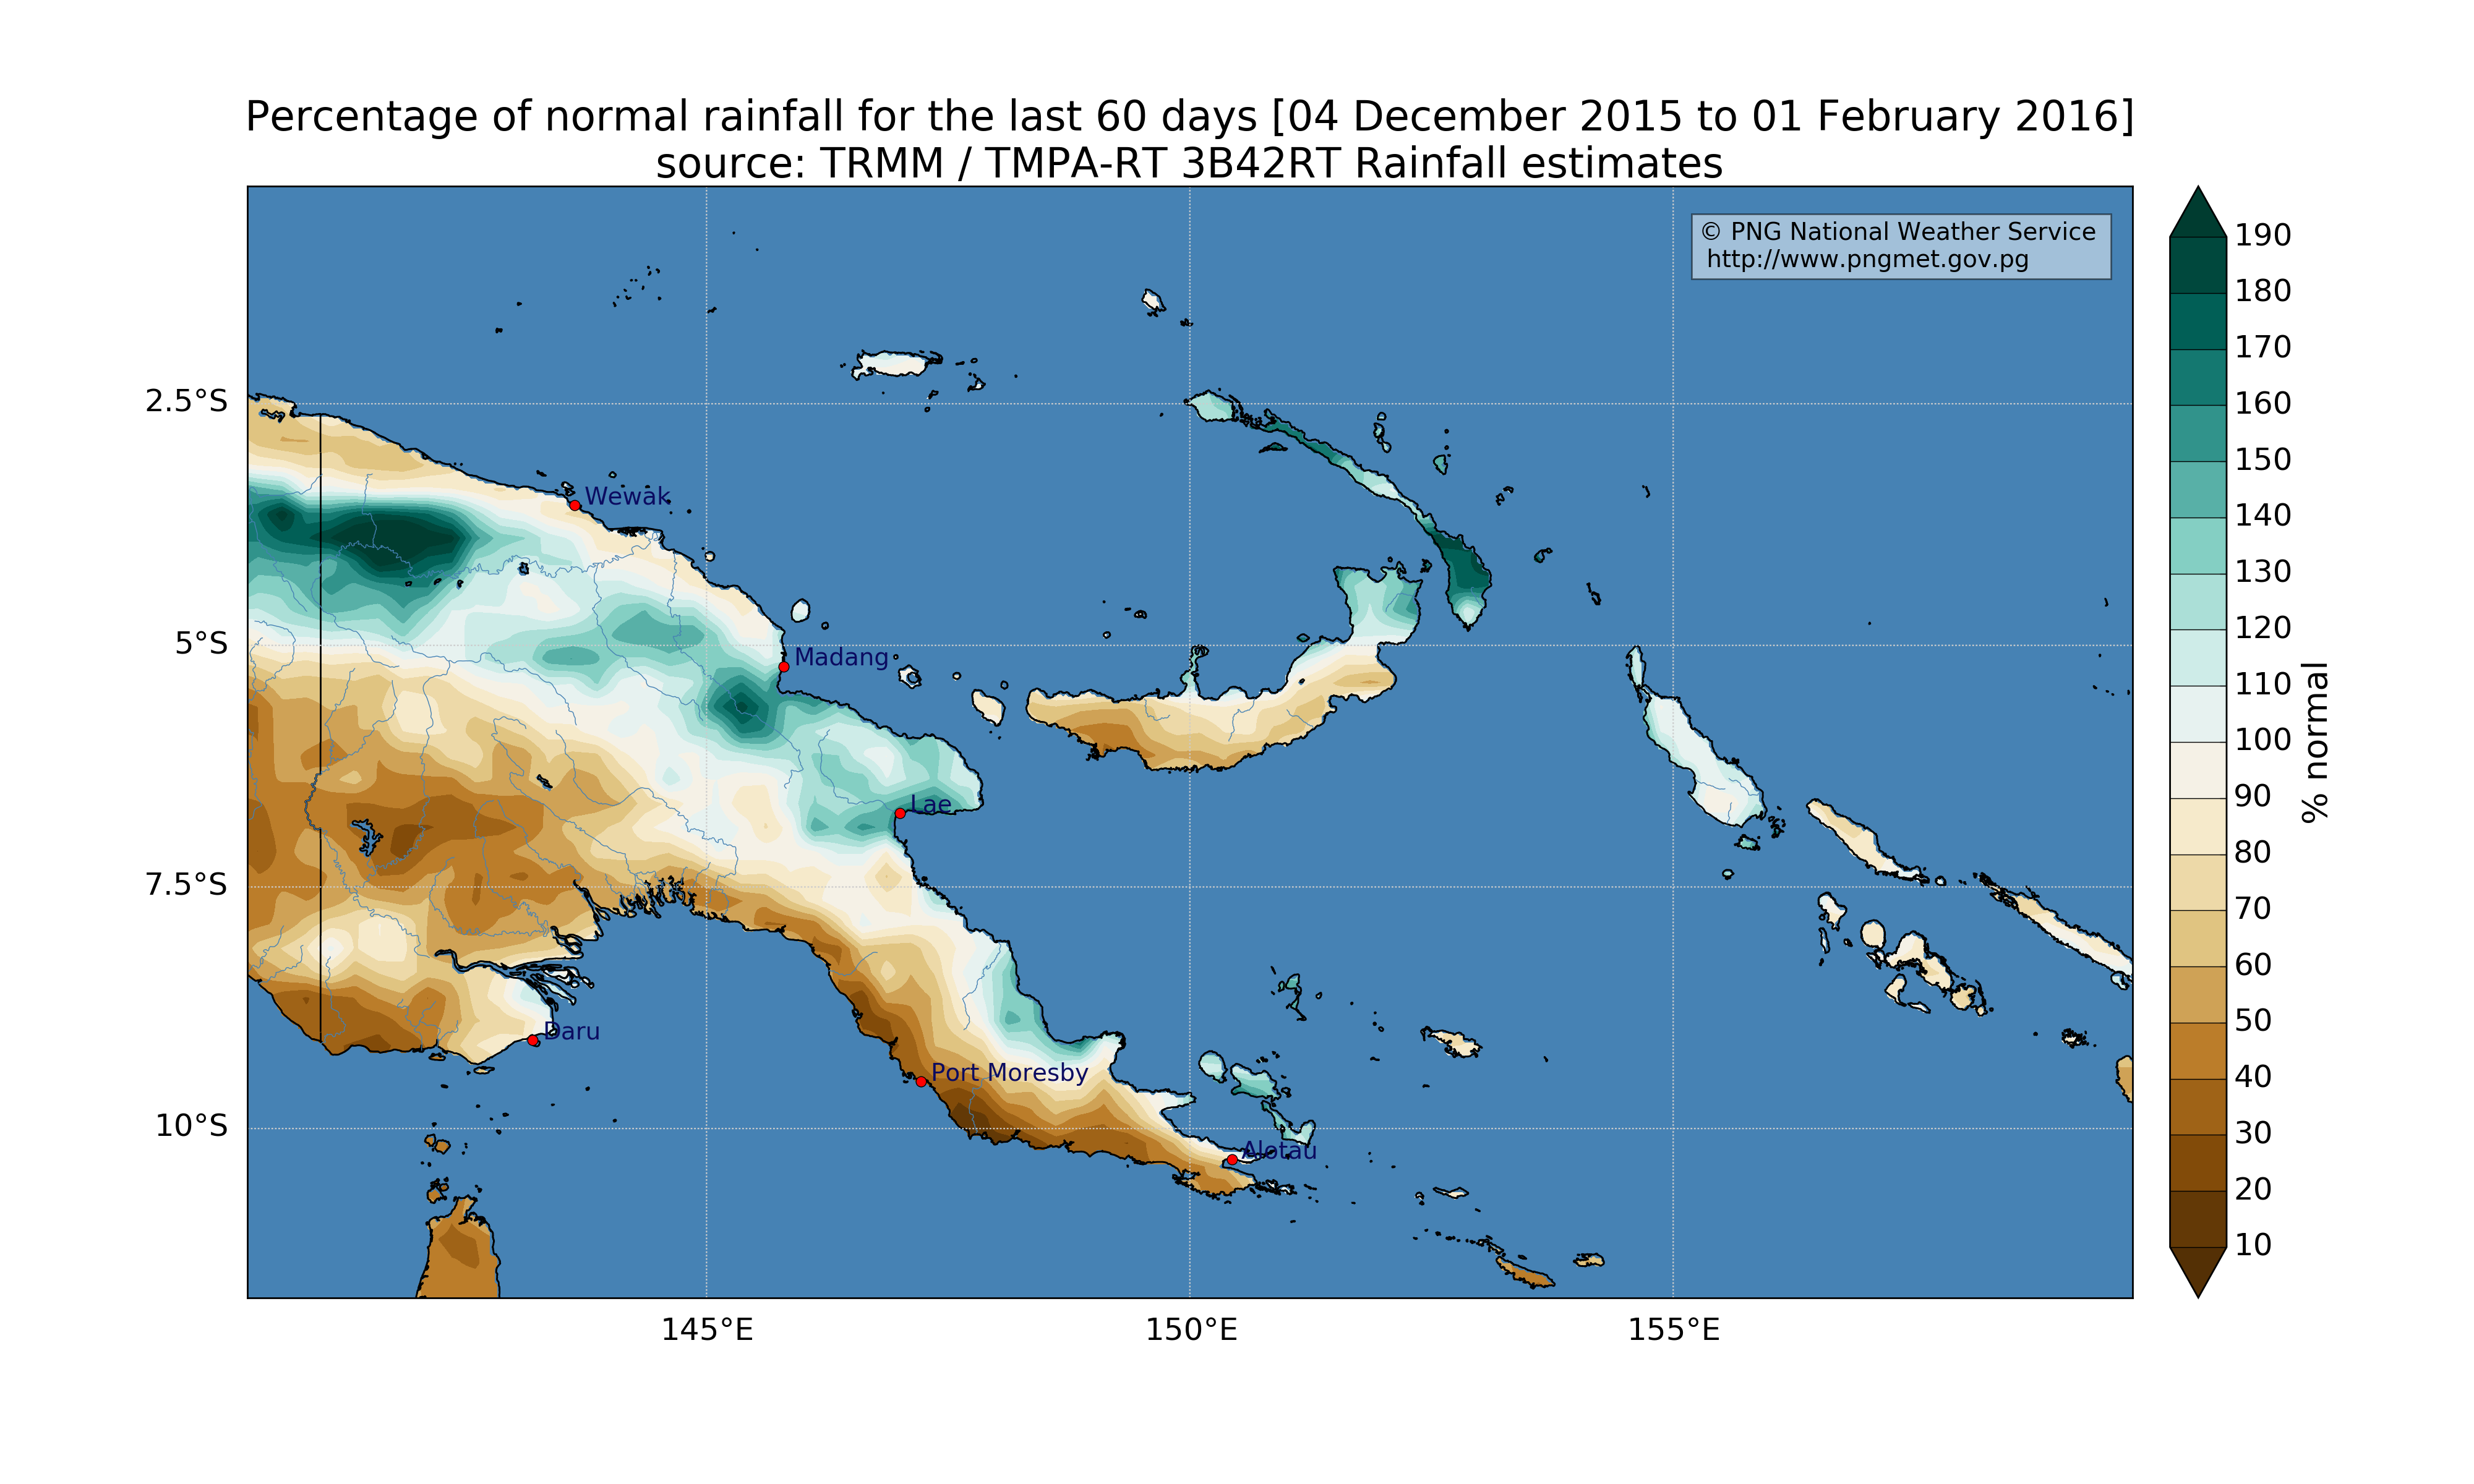 Percentage of normal rainfall for the last 60 days [04 December 2015 to 01 February 2016]
source: TRMM / TMPA-RT 3B42RT Rainfall estimates
© PNG National Weather Service
http://www.pngmet.gov.pg
2.5°S
5°S
7.5°S
10°S
Wewak
Madang
Lae
Daru
Port Moresby
Alotau
145°E
150°E
155°E
190
180
170
160
150
140
130
120
110
100
90
80
70
60
50
40
30
20
10
% normal